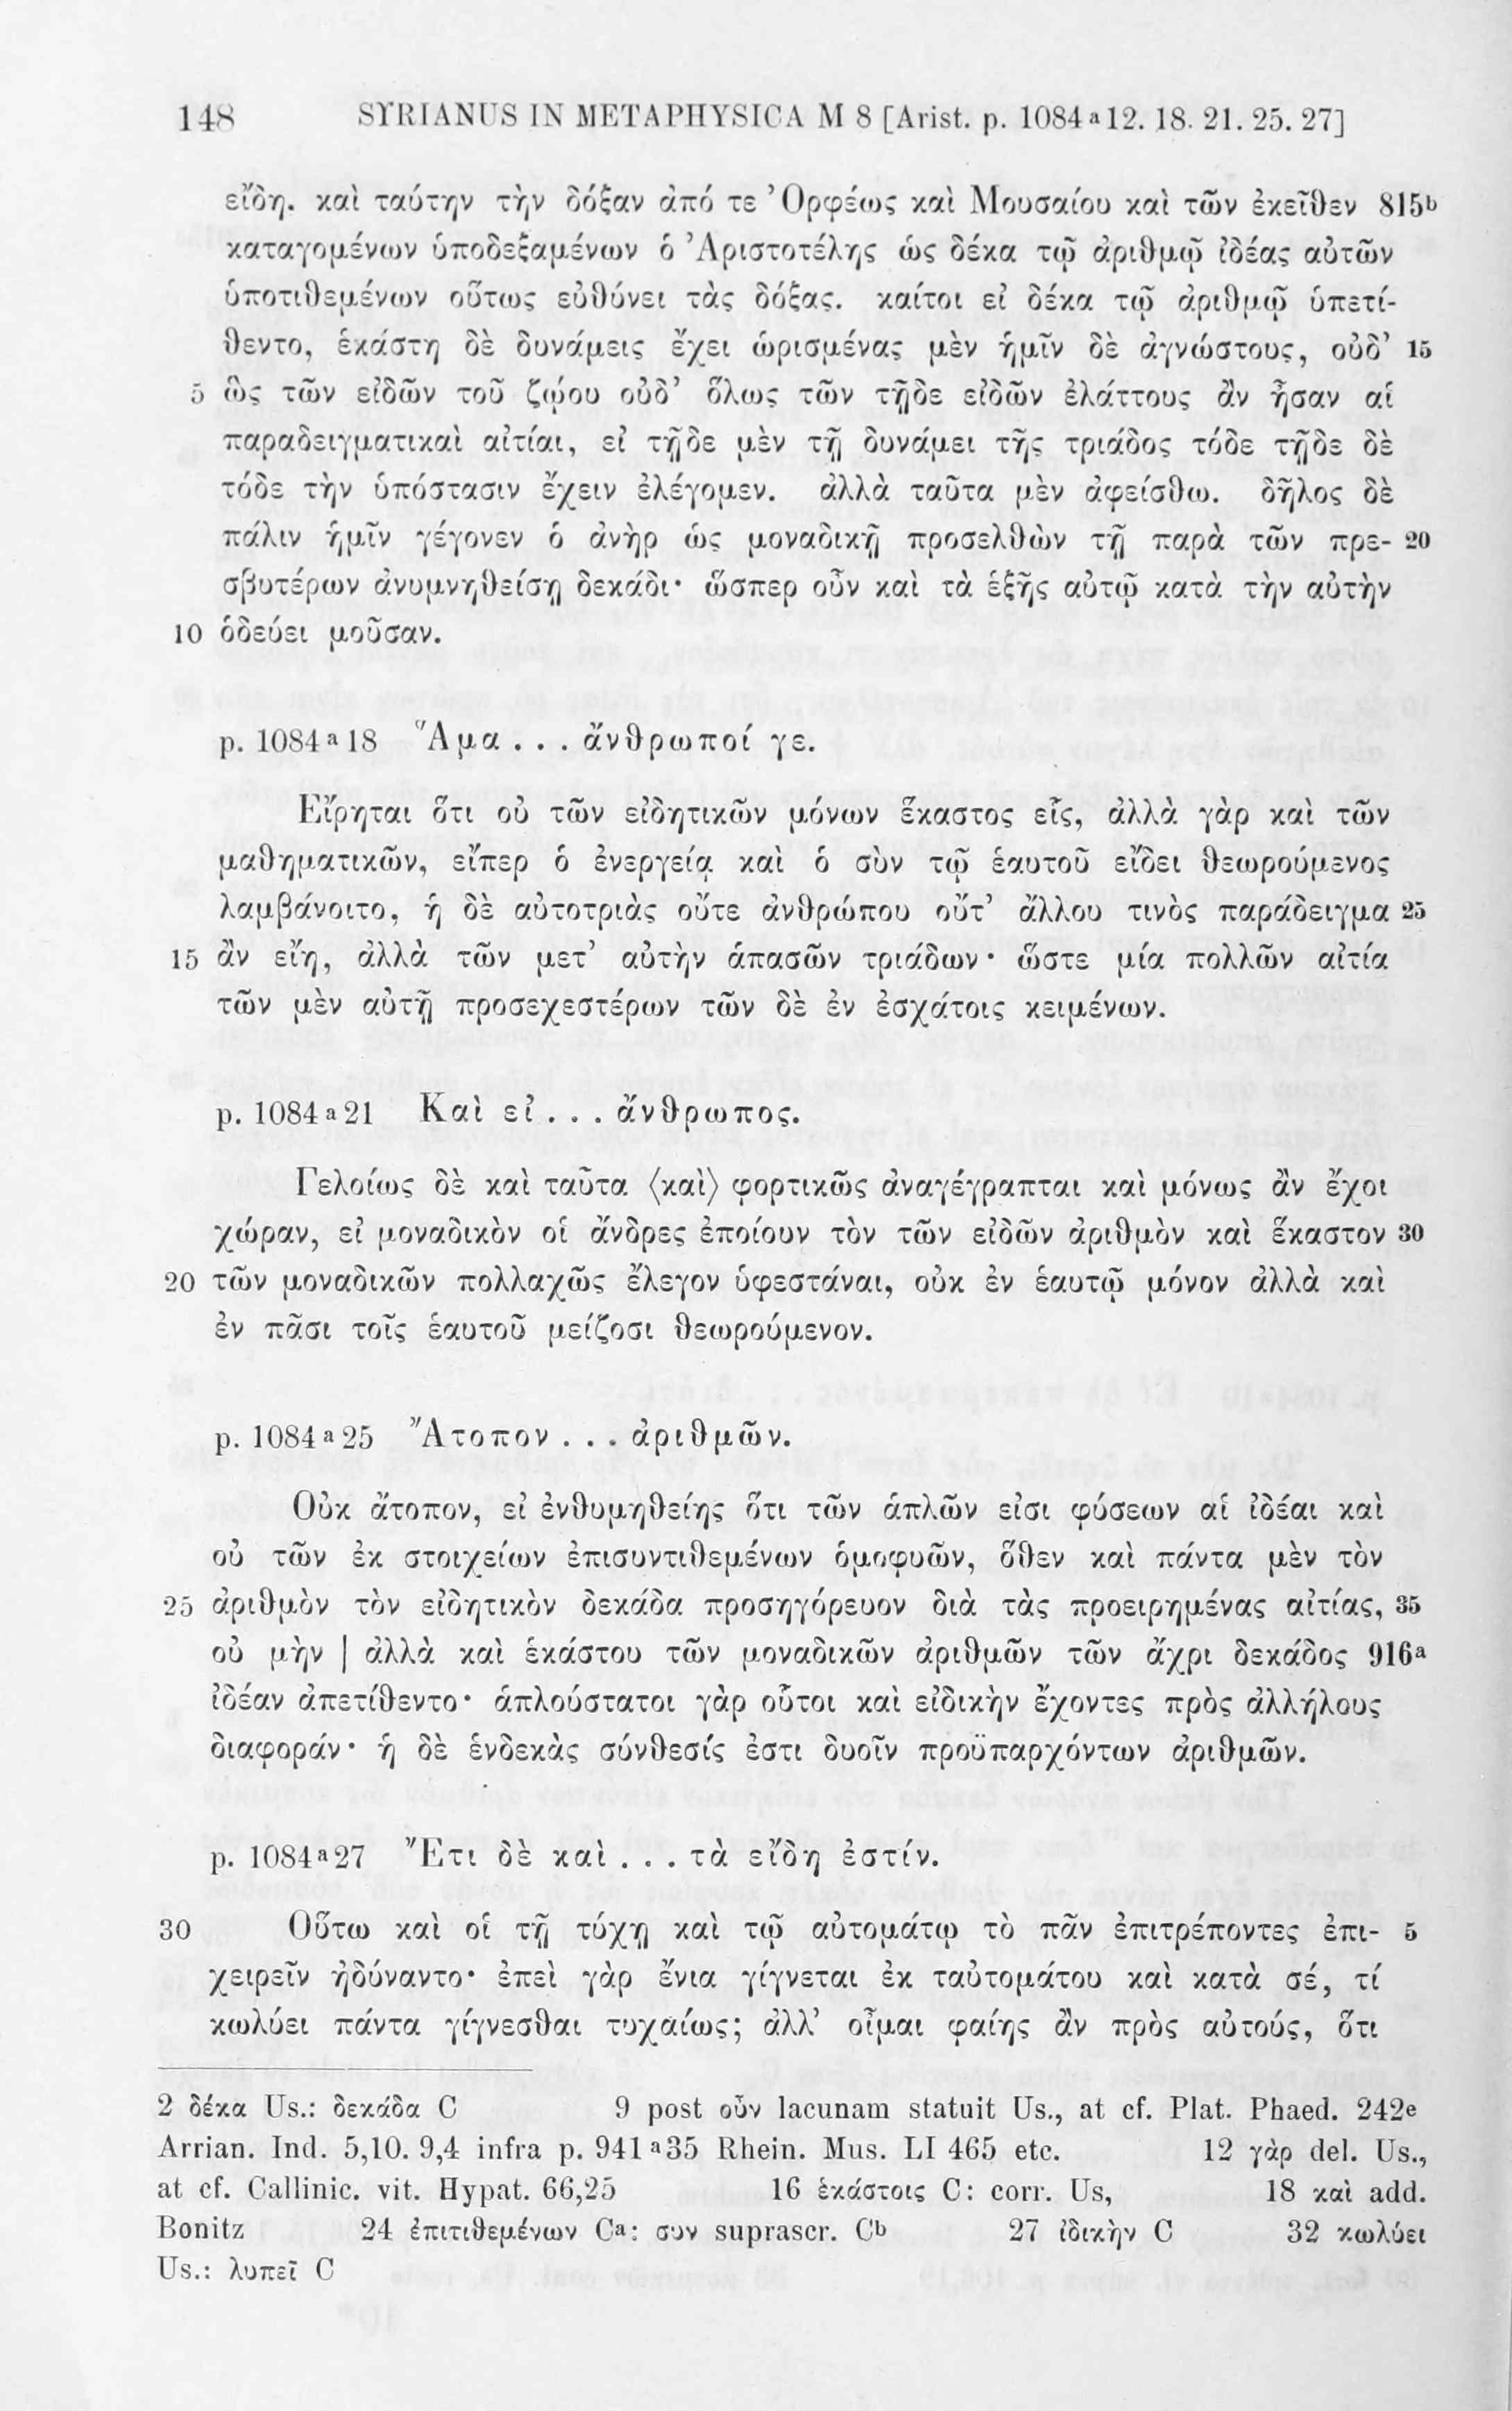 148 SYRIANUS IN METAPHYSICA M 8 [Arist. p. 1084 a 12. 18. 21. 25. 27]
εἴδη. καὶ ταύτην τὴν δόξαν ἀπό τε Ὀρφέως καὶ Μουσαίου καὶ τῶν ἐκεῖθεν 815b
καταγομένων ὑποδεξαμένων ὁ Ἀριστοτέλης ὡς δέκα τῷ ἀριθμῷ ἰδέας αὐτῶν
ὑποτιθεμένων οὕτως εὐθύνει τὰς δόξας. καίτοι εἰ δέκα τῷ ἀριθμῷ ὑπετί-
θεντο, ἑκάστη δὲ δυνάμεις ἔχει ὡρισμένας μὲν ἡμῖν δὲ ἀγνώστους, οὐδ’ 15
5 ὣς τῶν εἰδῶν τοῦ ζῴου οὐδ’ ὅλως τῶν τῇδε εἰδῶν ἐλάττους ἂν ἦσαν αἱ
παραδειγματικαὶ αἰτίαι, εἰ τῇδε μὲν τῇ δυνάμει τῆς τριάδος τόδε τῇδε δὲ
τόδε τὴν ὑπόστασιν ἔχειν ἐλέγομεν. ἀλλὰ ταῦτα μὲν ἀφείσθω. δῆλος δὲ
πάλιν ἡμῖν γέγονεν ὁ ἀνὴρ ὡς μοναδικῇ προσελθὼν τῇ παρὰ τῶν πρε- 20
σβυτέρων ἀνυμνηθείσῃ δεκάδι· ὥσπερ οὖν καὶ τὰ ἑξῆς αὐτῷ κατὰ τὴν αὐτὴν
10 ὁδεύει μοῦσαν.
p. 1084 a 18 Ἅμα . . . ἄνθρωποί γε.
Εἴρηται ὅτι οὐ τῶν εἰδητικῶν μόνων ἕκαστος εἷς, ἀλλὰ γὰρ καὶ τῶν
μαθηματικῶν, εἴπερ ὁ ἐνεργείᾳ καὶ ὁ σὺν τῷ ἑαυτοῦ εἴδει θεωρούμενος
λαμβάνοιτο, ἡ δὲ αὐτοτριὰς οὔτε ἀνθρώπου οὔτ’ ἄλλου τινὸς παράδειγμα 25
15 ἂν εἴη, ἀλλὰ τῶν μετ’ αὐτὴν ἁπασῶν τριάδων· ὥστε μία πολλῶν αἰτία
τῶν μὲν αὐτῇ προσεχεστέρων τῶν δὲ ἐν ἐσχάτοις κειμένων.
p. 1084 a 21 Καὶ εἰ . . . ἄνθρωπος.
Γελοίως δὲ καὶ ταῦτα ⟨καὶ⟩ φορτικῶς ἀναγέγραπται καὶ μόνως ἂν ἔχοι
χώραν, εἰ μοναδικὸν οἱ ἄνδρες ἐποίουν τὸν τῶν εἰδῶν ἀριθμὸν καὶ ἕκαστον 30
20 τῶν μοναδικῶν πολλαχῶς ἔλεγον ὑφεστάναι, οὐκ ἐν ἑαυτῷ μόνον ἀλλὰ καὶ
ἐν πᾶσι τοῖς ἑαυτοῦ μείζοσι θεωρούμενον.
p. 1084 a 25 Ἄτοπον . . . ἀριθμῶν.
Οὐκ ἄτοπον, εἰ ἐνθυμηθείης ὅτι τῶν ἁπλῶν εἰσι φύσεων αἱ ἰδέαι καὶ
οὐ τῶν ἐκ στοιχείων ἐπισυντιθεμένων ὁμοφυῶν, ὅθεν καὶ πάντα μὲν τὸν
25 ἀριθμὸν τὸν εἰδητικὸν δεκάδα προσηγόρευον διὰ τὰς προειρημένας αἰτίας, 35
οὐ μὴν | ἀλλὰ καὶ ἑκάστου τῶν μοναδικῶν ἀριθμῶν τῶν ἄχρι δεκάδος 916a
ἰδέαν ἀπετίθεντο· ἁπλούστατοι γὰρ οὗτοι καὶ εἰδικὴν ἔχοντες πρὸς ἀλλήλους
διαφοράν· ἡ δὲ ἑνδεκὰς σύνθεσίς ἐστι δυοῖν προϋπαρχόντων ἀριθμῶν.
p. 1084 a 27 Ἔτι δὲ καὶ . . . τὰ εἴδη ἐστίν.
30 Οὕτω καὶ οἱ τῇ τύχῃ καὶ τῷ αὐτομάτῳ τὸ πᾶν ἐπιτρέποντες ἐπι- 5
χειρεῖν ἠδύναντο· ἐπεὶ γὰρ ἔνια γίγνεται ἐκ ταὐτομάτου καὶ κατὰ σέ, τί
κωλύει πάντα γίγνεσθαι τυχαίως; ἀλλ’ οἶμαι φαίης ἂν πρὸς αὐτούς, ὅτι
2 δέκα Us.: δεκάδα C 9 post οὖν lacunam statuit Us., at cf. Plat. Phaed. 242e
Arrian. Ind. 5,10. 9,4 infra p. 941 a 35 Rhein. Mus. LI 465 etc. 12 γὰρ del. Us.,
at cf. Callinic. vit. Hypat. 66,25 16 ἑκάστοις C: corr. Us, 18 καὶ add.
Bonitz 24 ἐπιτιθεμένων Ca: συν suprascr. Cb 27 ἰδικὴν C 32 κωλύει
Us.: λυπεῖ C